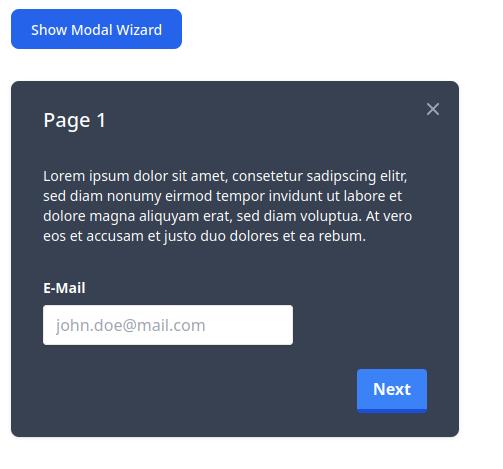 Show Modal Wizard
Page 1
Lorem ipsum dolor sit amet, consetetur sadipscing elitr,
sed diam nonumy eirmod tempor invidunt ut labore et
dolore magna aliquyam erat, sed diam voluptua. At vero
eos et accusam et justo duo dolores et ea rebum.
E-Mail
john.doe@mail.com
Next